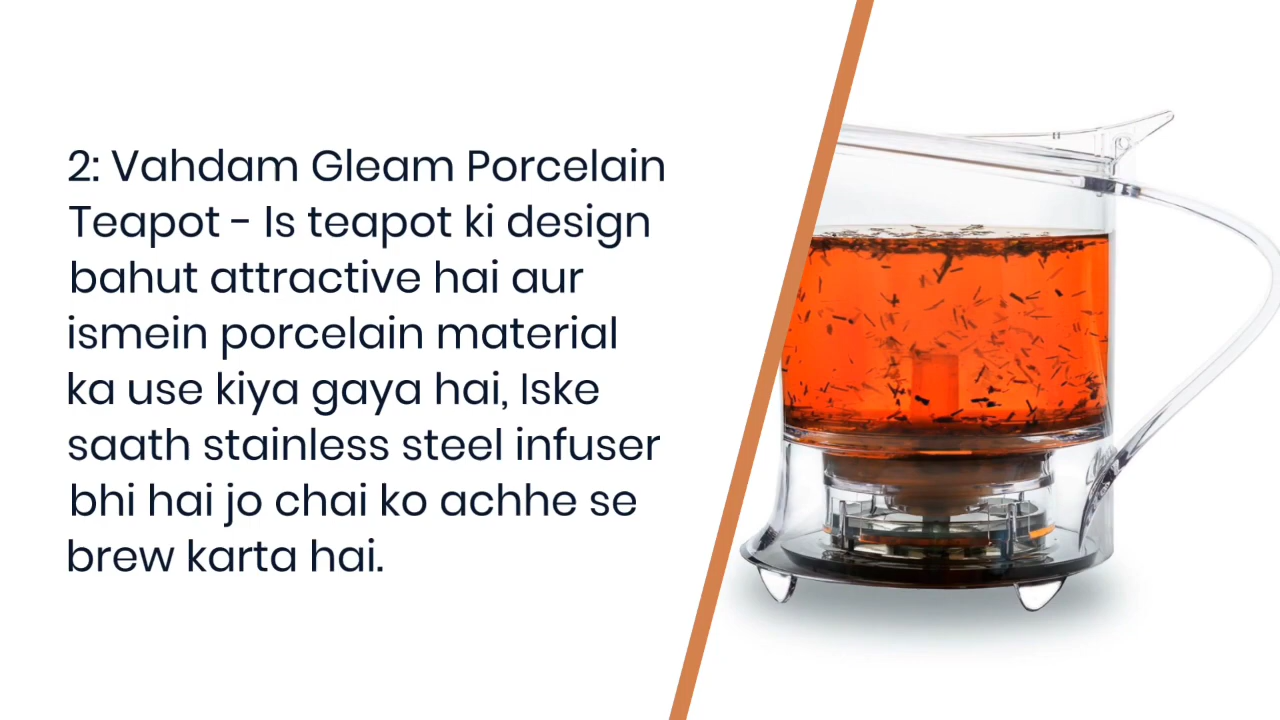 2: Vahdam Gleam Porcelain
Teapot - Is teapot ki design
bahut attractive hai aur
ismein porcelain material
ka use kiya gaya hai, Iske
saath stainless steel infuser
bhi hai jo chai ko achhe se
brew karta hai.